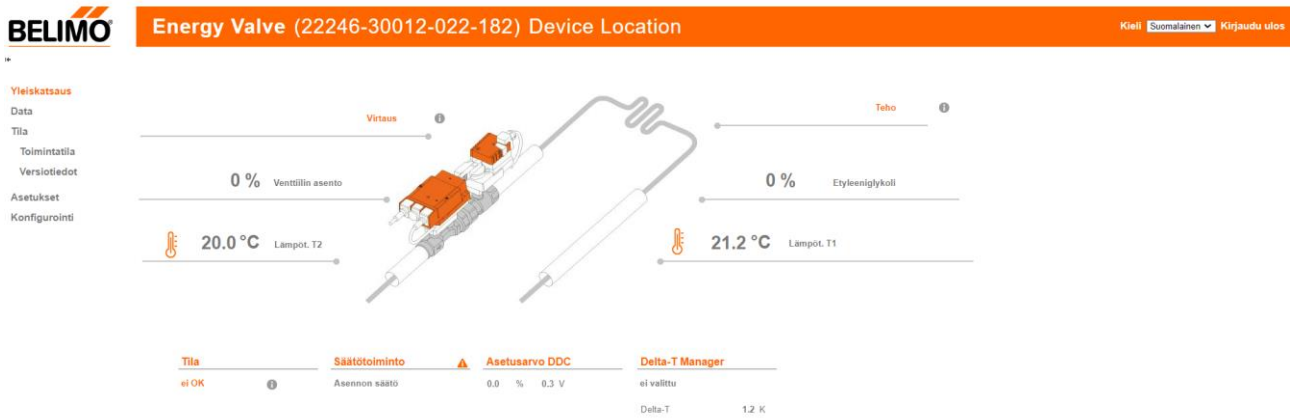 BELIMO
Energy Valve (22246-30012-022-182) Device Location
Kieli Suomalainen Kirjaudu ulos
Yleiskatsaus
Data
Tila
Toimintatila
Versiotiedot
Asetukset
Konfigurointi
Virtaus
Teho
0 % Venttiilin asento
0 % Etyleeniglykoli
20.0 °C Lämpöt. T2
21.2 °C Lämpöt. T1
Tila Säätötoiminto Asetusarvo DDC Delta-T Manager
ei OK Asennon säätö 0.0 % 0.3 V ei valittu
Delta-T 1.2 K